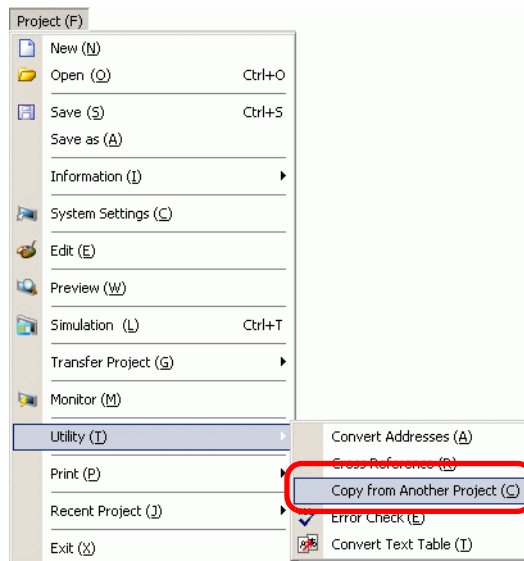 Project (F)
New (N)
Open (O) Ctrl+O
Save (S) Ctrl+S
Save as (A)
Information (I)
System Settings (C)
Edit (E)
Preview (W)
Simulation (L) Ctrl+T
Transfer Project (G)
Monitor (M)
Utility (T)
Convert Addresses (A)
Cross Reference (R)
Print (P)
Copy from Another Project (C)
Recent Project (J)
Error Check (E)
Exit (X)
Convert Text Table (T)